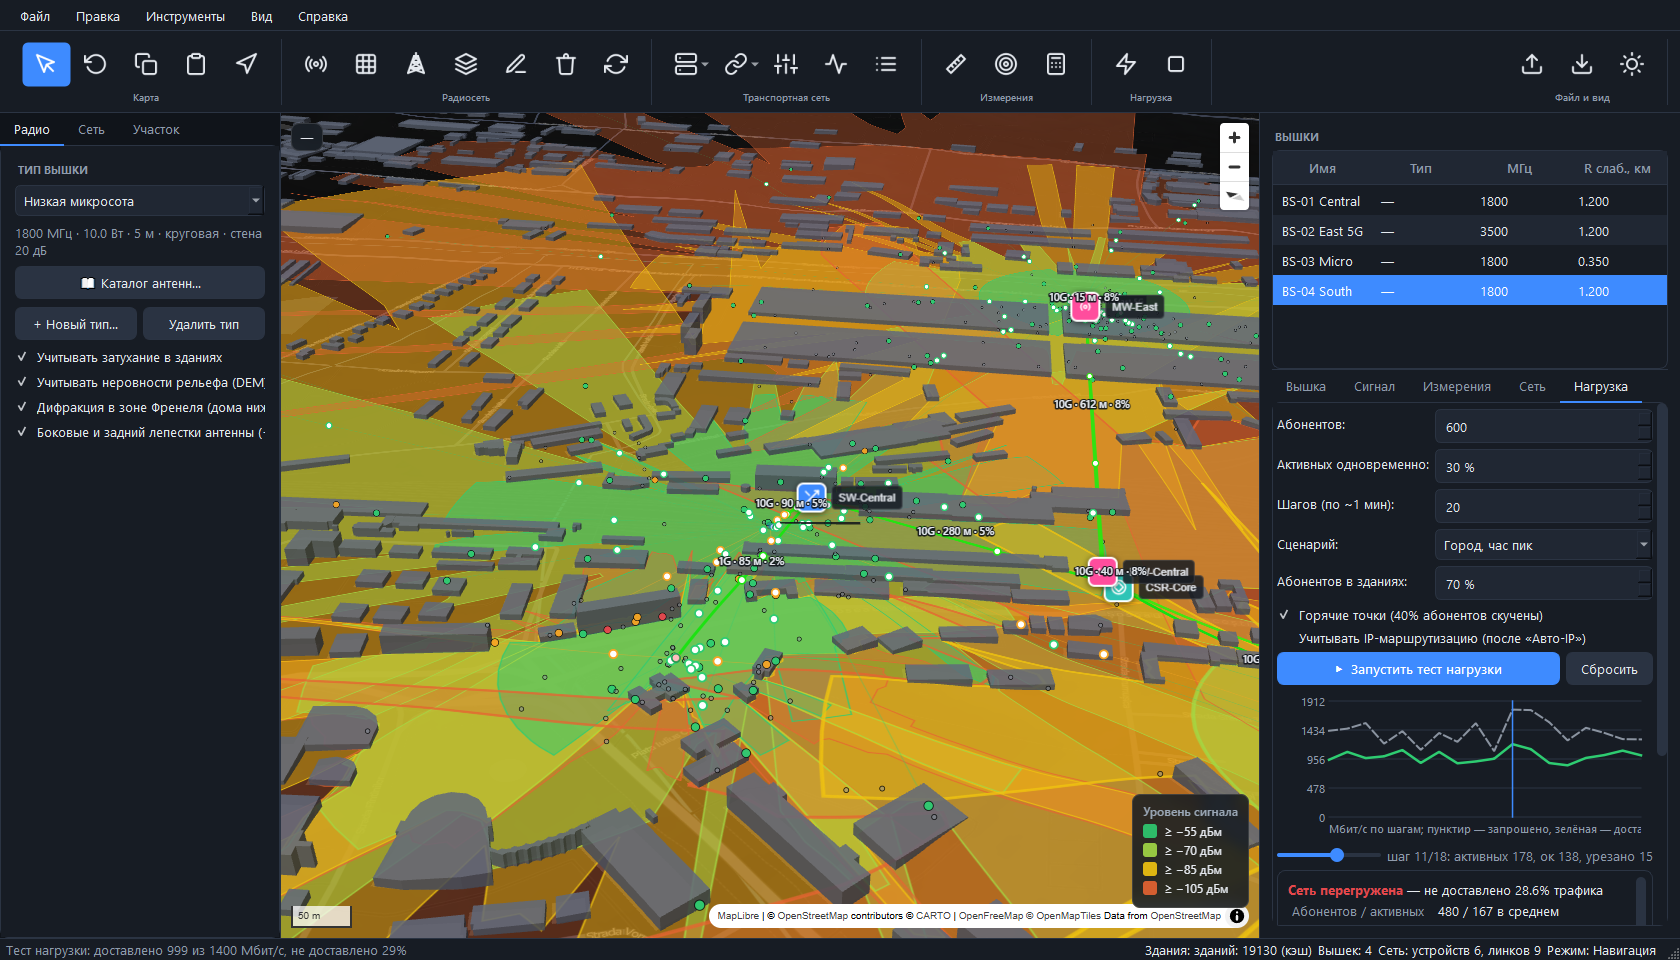 Файл Правка Инструменты Вид Справка
Карта Радиосеть Транспортная сеть Измерения Нагрузка Файл и вид
Радио Сеть Участок
ТИП ВЫШКИ
Низкая микросота
1800 МГц · 10.0 Вт · 5 м · круговая · стена
20 дБ
Каталог антенн...
+ Новый тип... Удалить тип
Учитывать затухание в зданиях
Учитывать неровности рельефа (DEM
Дифракция в зоне Френеля (дома ниж
Боковые и задний лепестки антенны (-
10G · 15 м · 8%
MW-East
10G · 612 м · 8%
10G · 90 м · 5%
SW-Central
10G · 280 м · 5%
1G · 85 м · 2%
10G · 40 м · 8%
-Central
CSR-Core
10G
Уровень сигнала
≥ −55 дБм
≥ −70 дБм
≥ −85 дБм
≥ −105 дБм
50 m
MapLibre | © OpenStreetMap contributors © CARTO | OpenFreeMap © OpenMapTiles Data from OpenStreetMap
ВЫШКИ
Имя Тип МГц R слаб., км
BS-01 Central — 1800 1.200
BS-02 East 5G — 3500 1.200
BS-03 Micro — 1800 0.350
BS-04 South — 1800 1.200
Вышка Сигнал Измерения Сеть Нагрузка
Абонентов: 600
Активных одновременно: 30 %
Шагов (по ~1 мин): 20
Сценарий: Город, час пик
Абонентов в зданиях: 70 %
Горячие точки (40% абонентов скучены)
Учитывать IP-маршрутизацию (после «Авто-IP»)
Запустить тест нагрузки Сбросить
1912
1434
956
478
0
Мбит/с по шагам; пунктир — запрошено, зелёная — доста
шаг 11/18: активных 178, ок 138, урезано 15
Сеть перегружена — не доставлено 28.6% трафика
Абонентов / активных 480 / 167 в среднем
Тест нагрузки: доставлено 999 из 1400 Мбит/с, не доставлено 29%
Здания: зданий: 19130 (кэш) Вышек: 4 Сеть: устройств 6, линков 9 Режим: Навигация